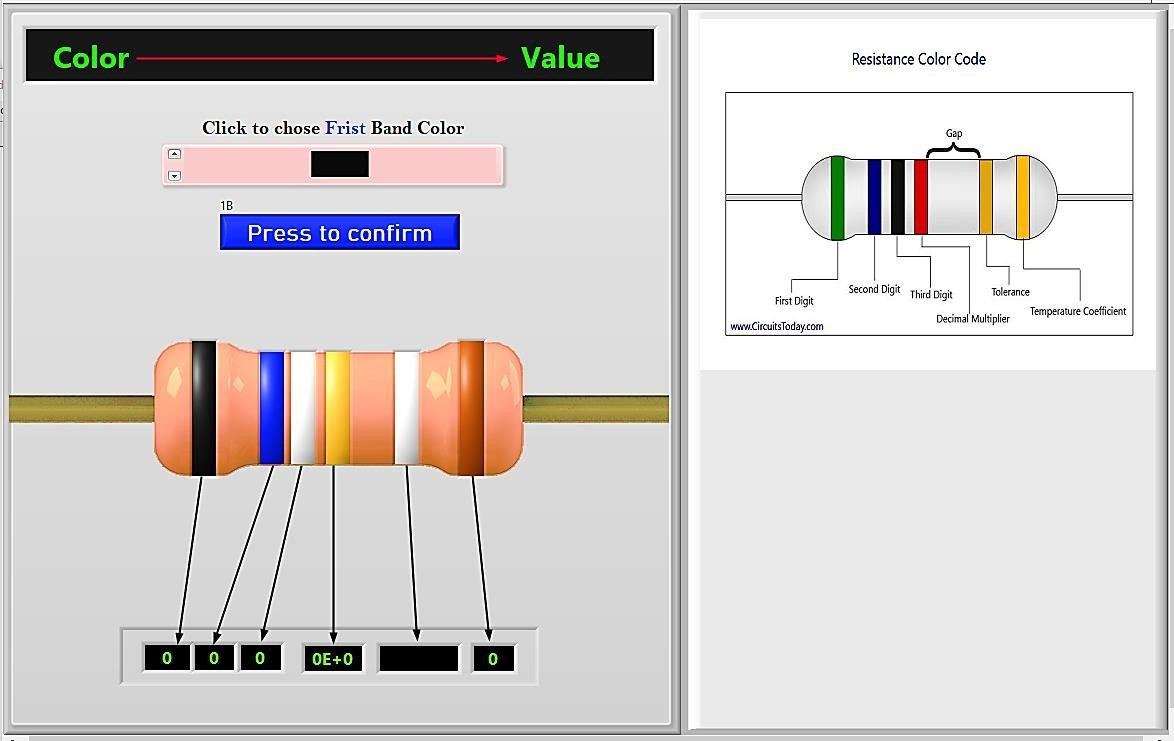 Color
Value
Click to chose Frist Band Color
1B
Press to confirm
0
0
0
0E+0
0
Resistance Color Code
Gap
First Digit
Second Digit
Third Digit
Tolerance
Decimal Multiplier
Temperature Coefficient
www.CircuitsToday.com